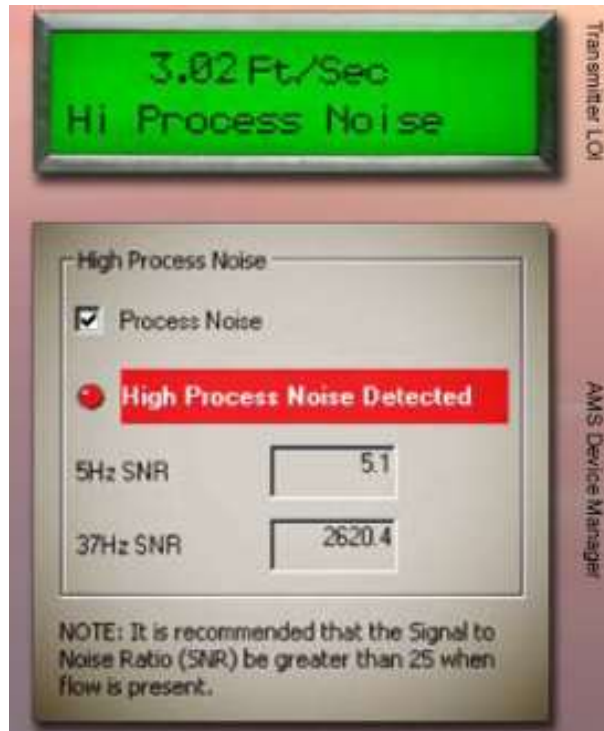 3.02 Ft/Sec
Hi Process Noise
Transmitter LOI
High Process Noise
Process Noise
High Process Noise Detected
5Hz SNR 5.1
37Hz SNR 2620.4
NOTE: It is recommended that the Signal to
Noise Ratio (SNR) be greater than 25 when
flow is present.
AMS Device Manager